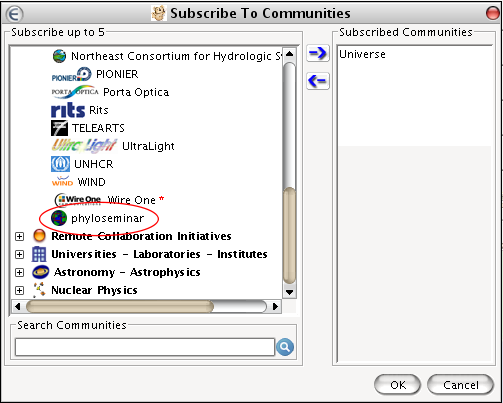 Subscribe To Communities
Subscribe up to 5
Northeast Consortium for Hydrologic S
PIONIER PIONIER
PORTA OPTICA Porta Optica
rits Rits
TELEARTS
UltraLight
UNHCR
WIND WIND
Wire One Wire One *
phyloseminar
Remote Collaboration Initiatives
Universities - Laboratories - Institutes
Astronomy - Astrophysics
Nuclear Physics
Search Communities
Subscribed Communities
Universe
OK
Cancel